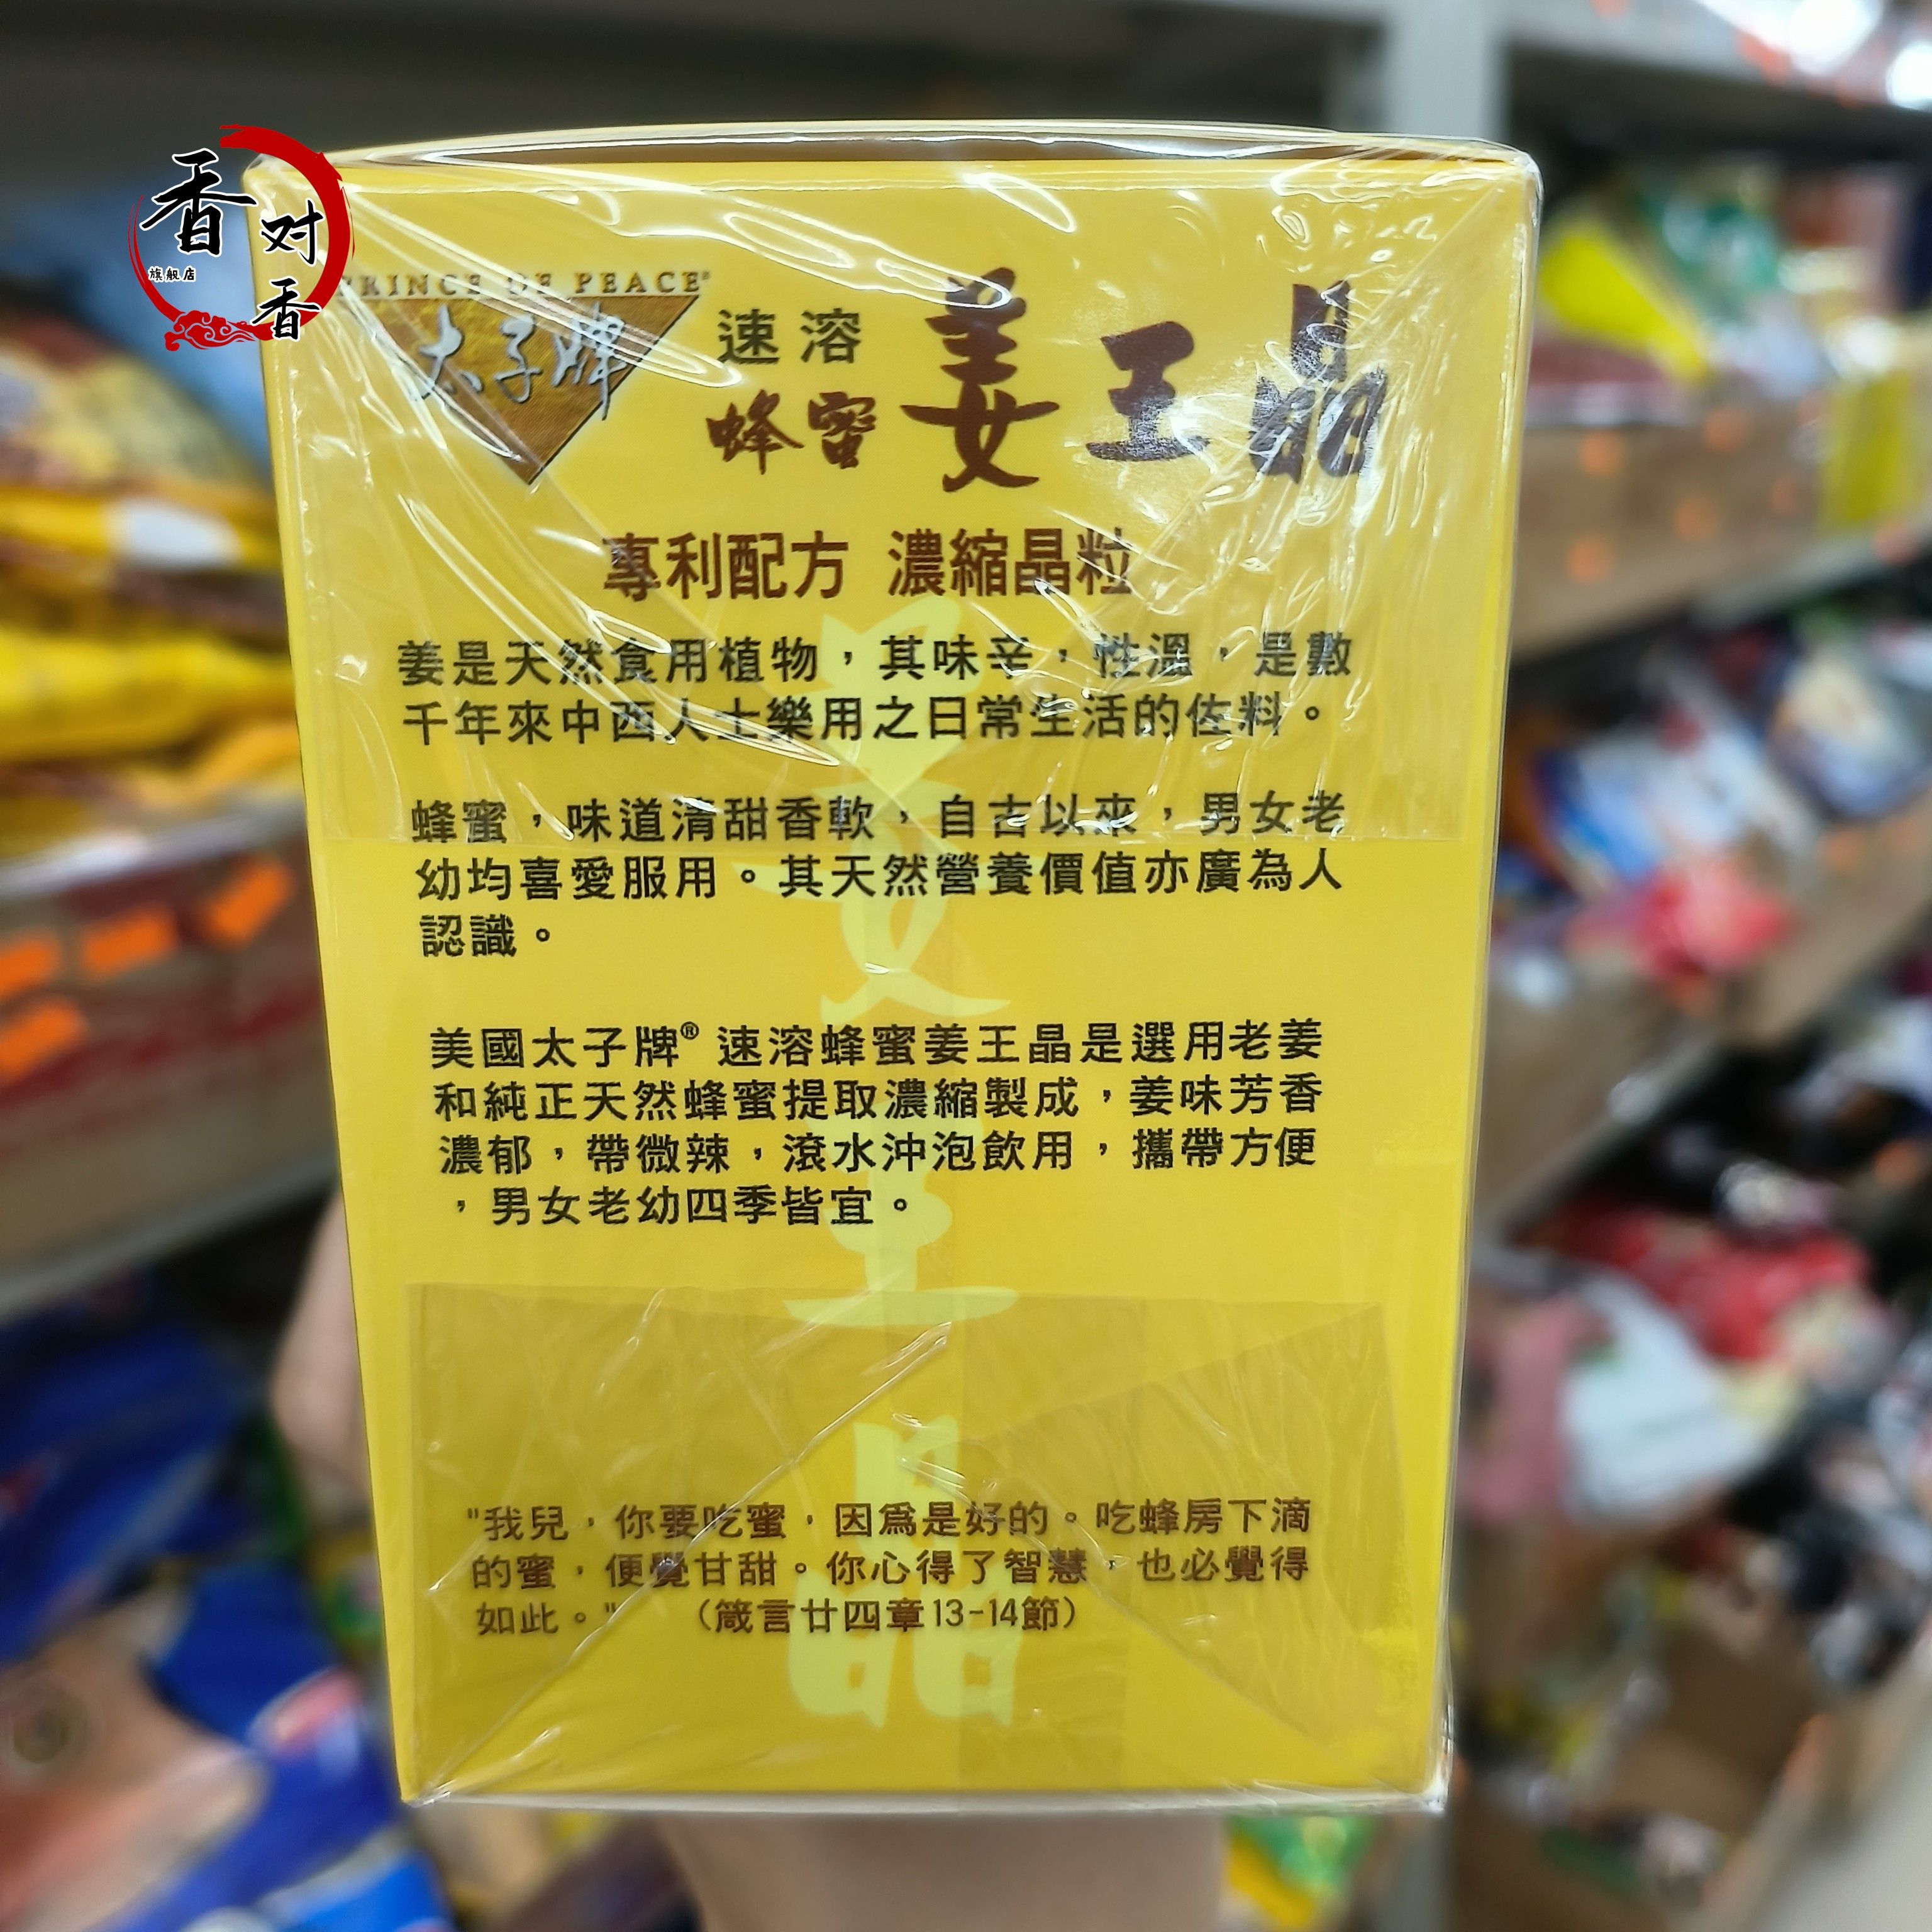 香
对
香
旗舰店
PRINCE OF PEACE®
太子牌
速溶
蜂蜜
姜王晶
專利配方 濃縮晶粒
姜是天然食用植物，其味辛，性溫，是數
千年來中西人士樂用之日常生活的佐料。
蜂蜜，味道清甜香軟，自古以來，男女老
幼均喜愛服用。其天然營養價值亦廣為人
認識。
美國太子牌® 速溶蜂蜜姜王晶是選用老姜
和純正天然蜂蜜提取濃縮製成，姜味芳香
濃郁，帶微辣，滾水沖泡飲用，攜帶方便
，男女老幼四季皆宜。
姜王晶
"我兒，你要吃蜜，因爲是好的。吃蜂房下滴
的蜜，便覺甘甜。你心得了智慧，也必覺得
如此。" （箴言廿四章13-14節）